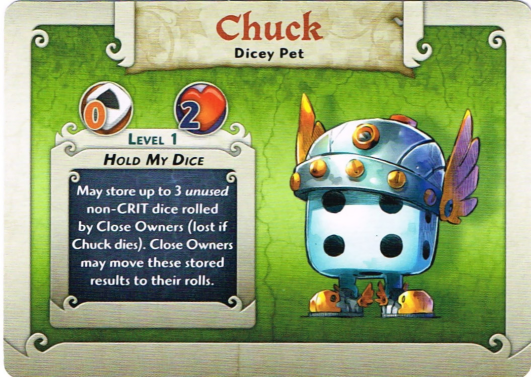 Chuck
Dicey Pet
0 2
LEVEL 1
HOLD MY DICE
May store up to 3 unused
non-CRIT dice rolled
by Close Owners (lost if
Chuck dies). Close Owners
may move these stored
results to their rolls.